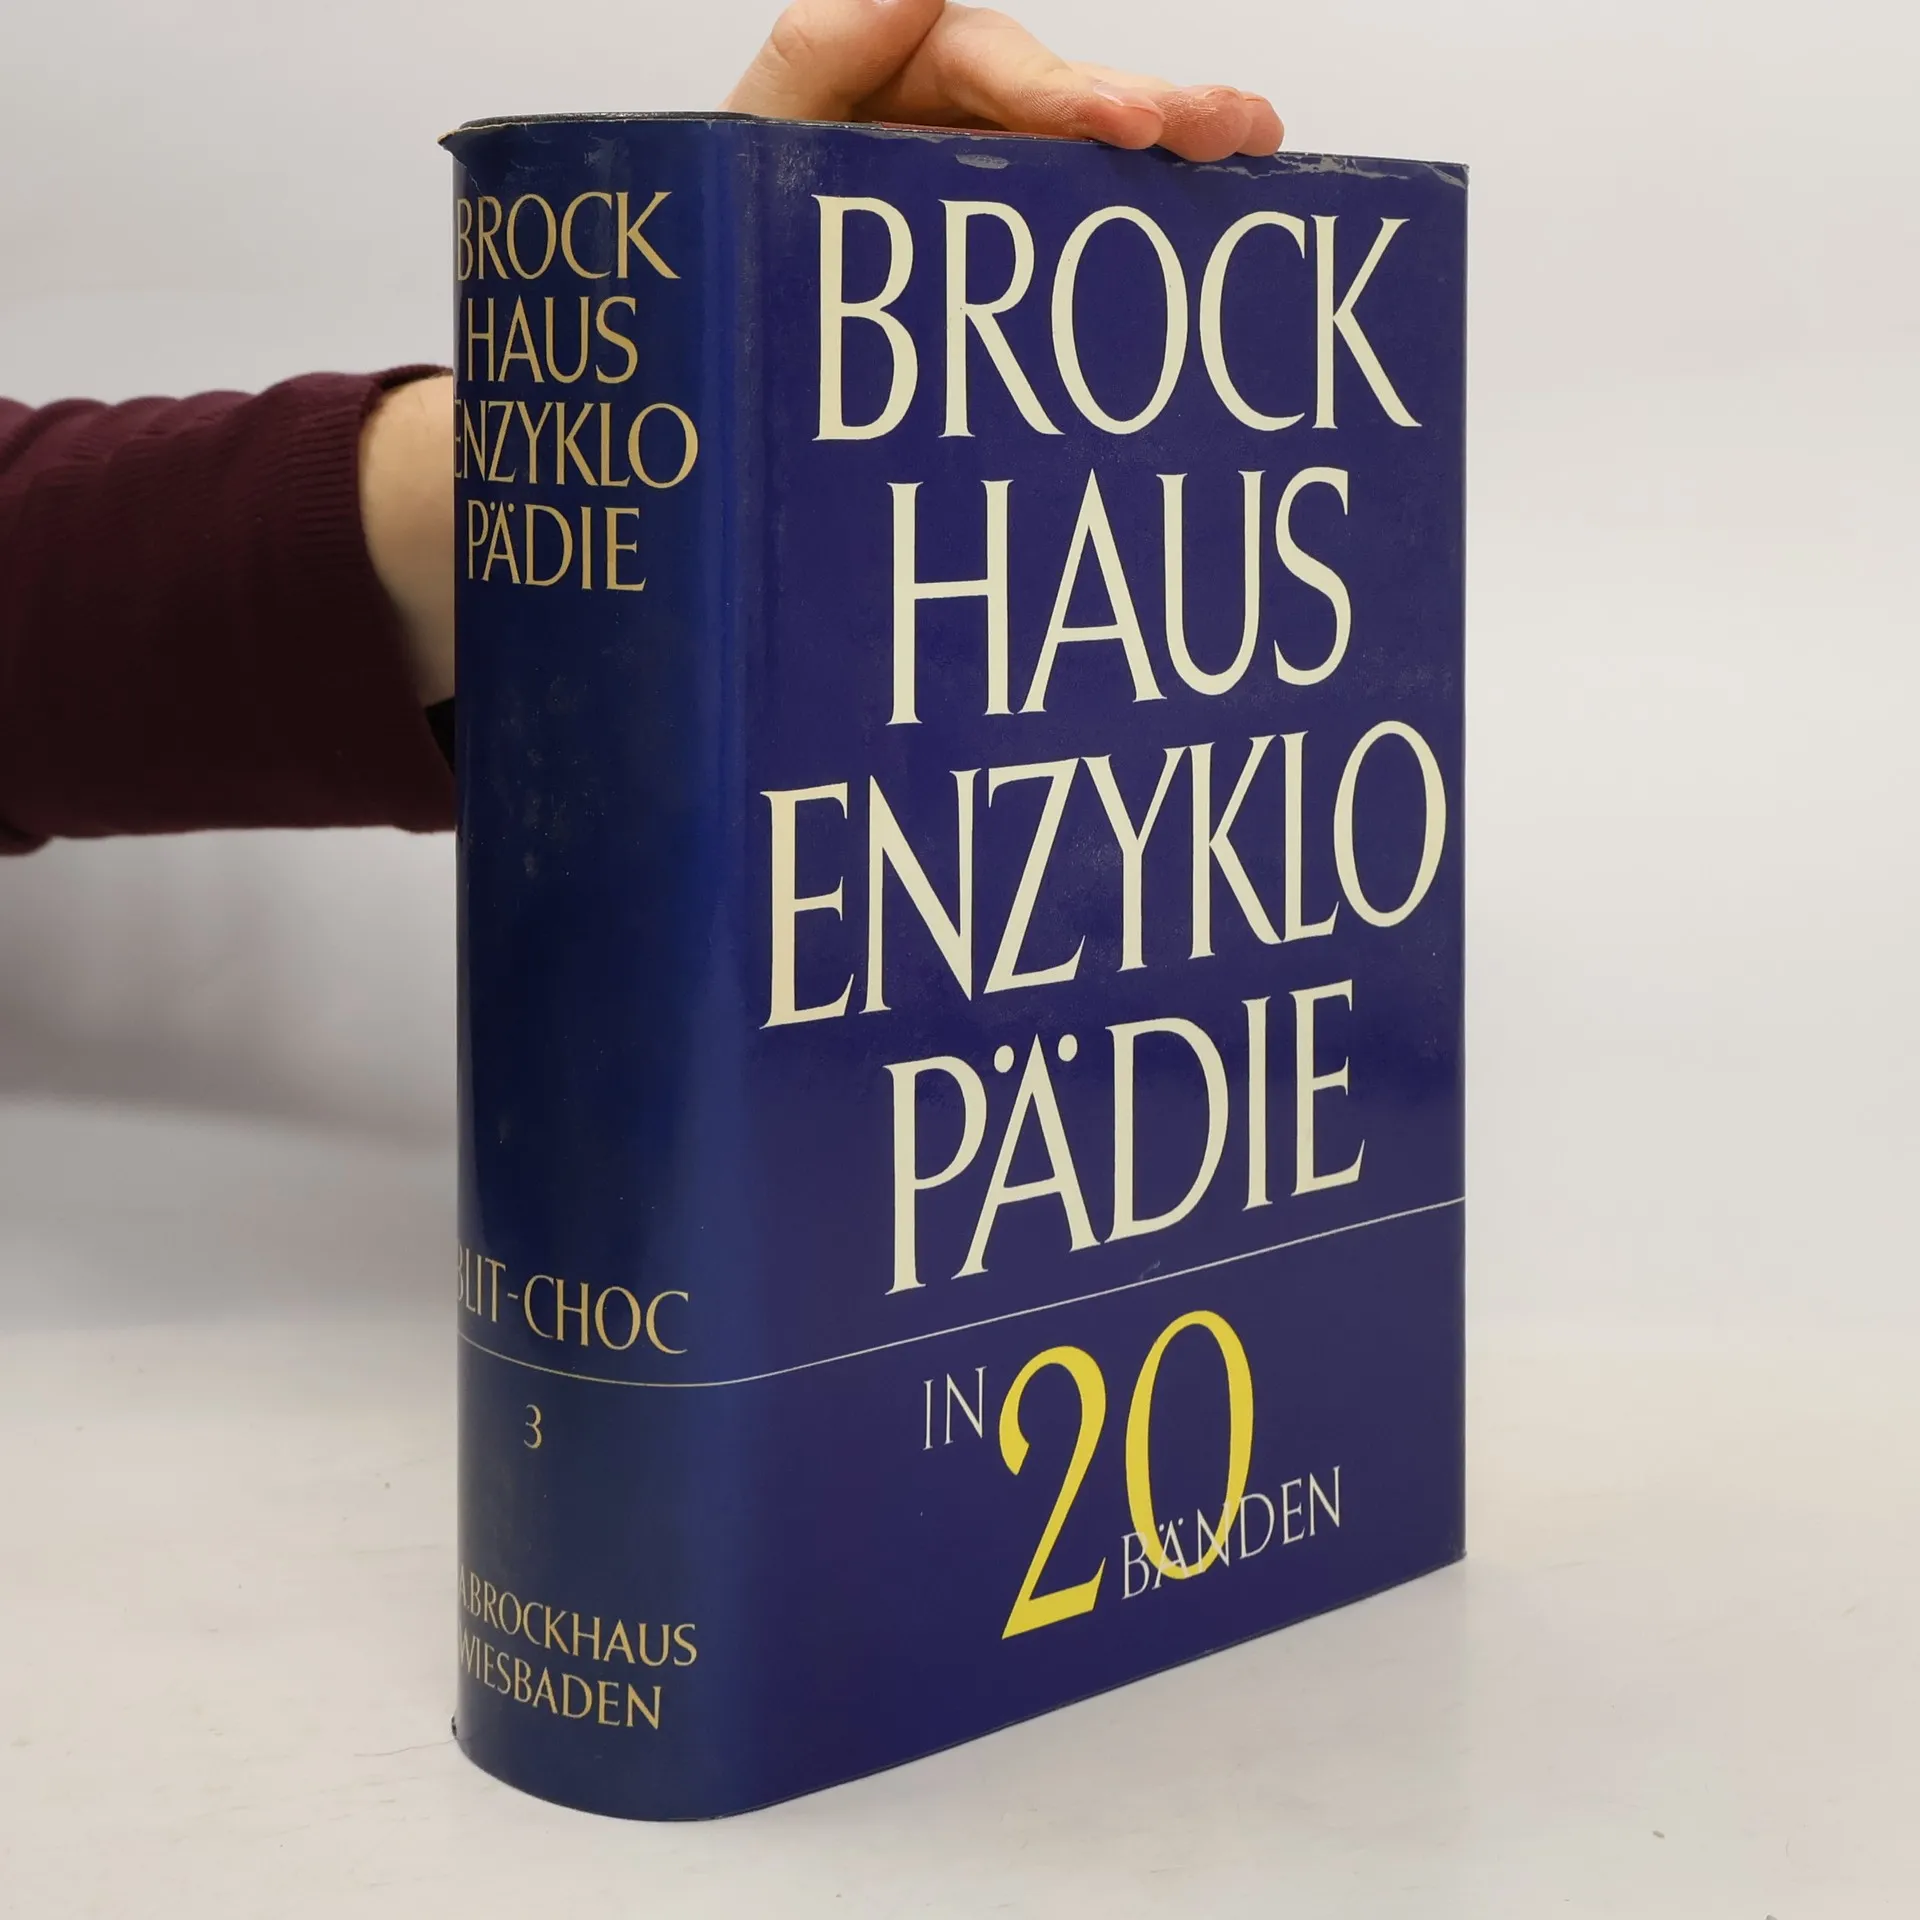 BROCK
HAUS
ENZYKLO
PÄDIE
BLIT-CHOC
3
A.BROCKHAUS
WIESBADEN
BROCK
HAUS
ENZYKLO
PÄDIE
IN 20
BÄNDEN